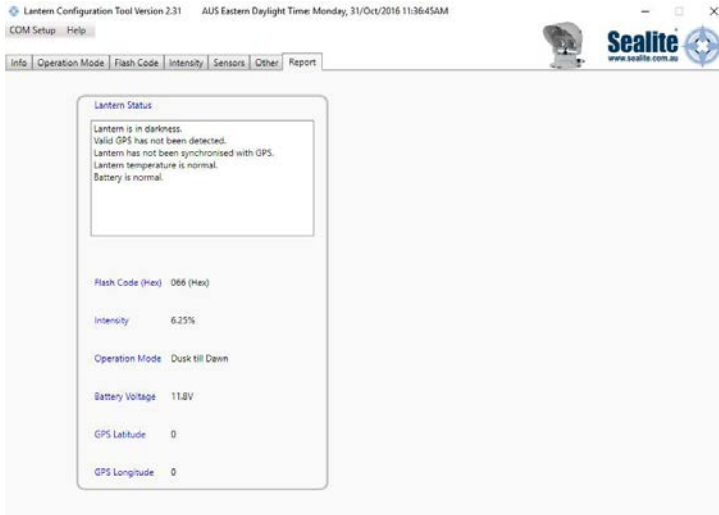 Lantern Configuration Tool Version 2.31 AUS Eastern Daylight Time: Monday, 31/Oct/2016 11:36:45AM
COM Setup Help
Sealite
www.sealite.com.au
Info Operation Mode Flash Code Intensity Sensors Other Report
Lantern Status
Lantern is in darkness.
Valid GPS has not been detected.
Lantern has not been synchronised with GPS.
Lantern temperature is normal.
Battery is normal.
Flash Code (Hex) 066 (Hex)
Intensity 6.25%
Operation Mode Dusk till Dawn
Battery Voltage 11.8V
GPS Latitude 0
GPS Longitude 0